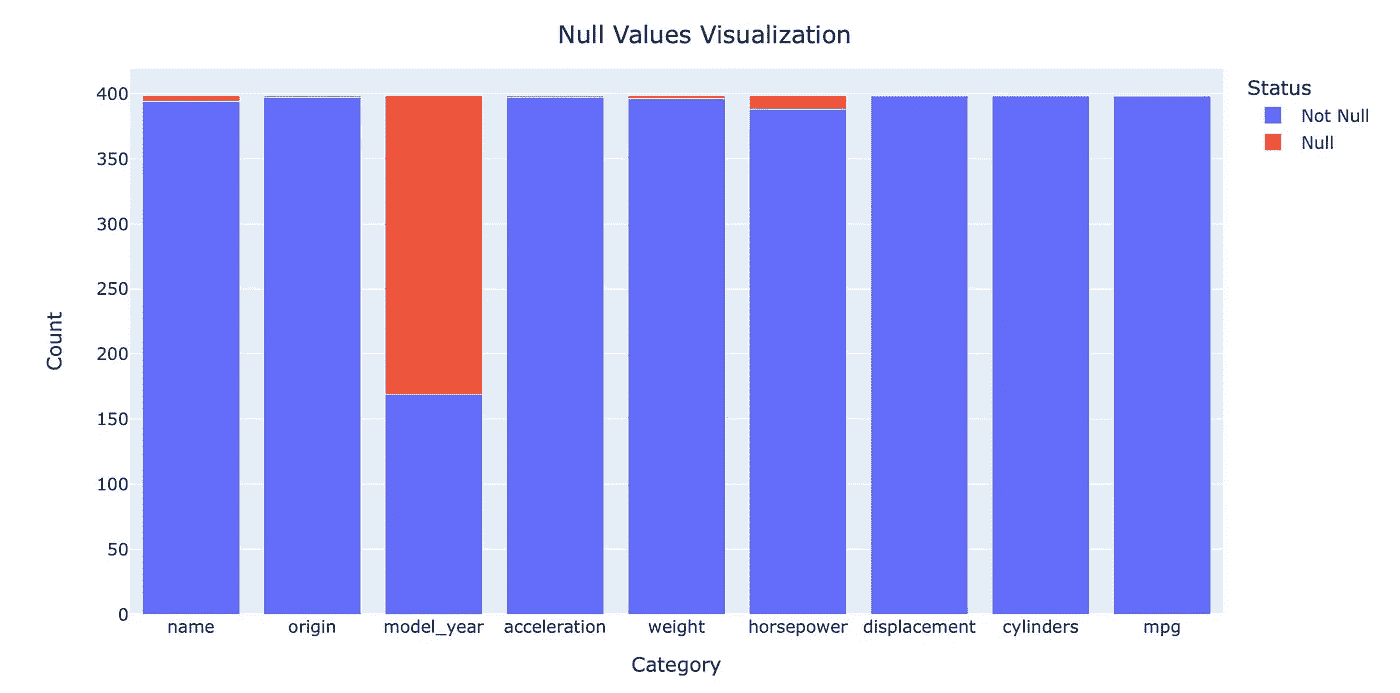 Null Values Visualization
Status
Not Null
Null
400
350
300
250
200
150
100
50
0
Count
name origin model_year acceleration weight horsepower displacement cylinders mpg
Category